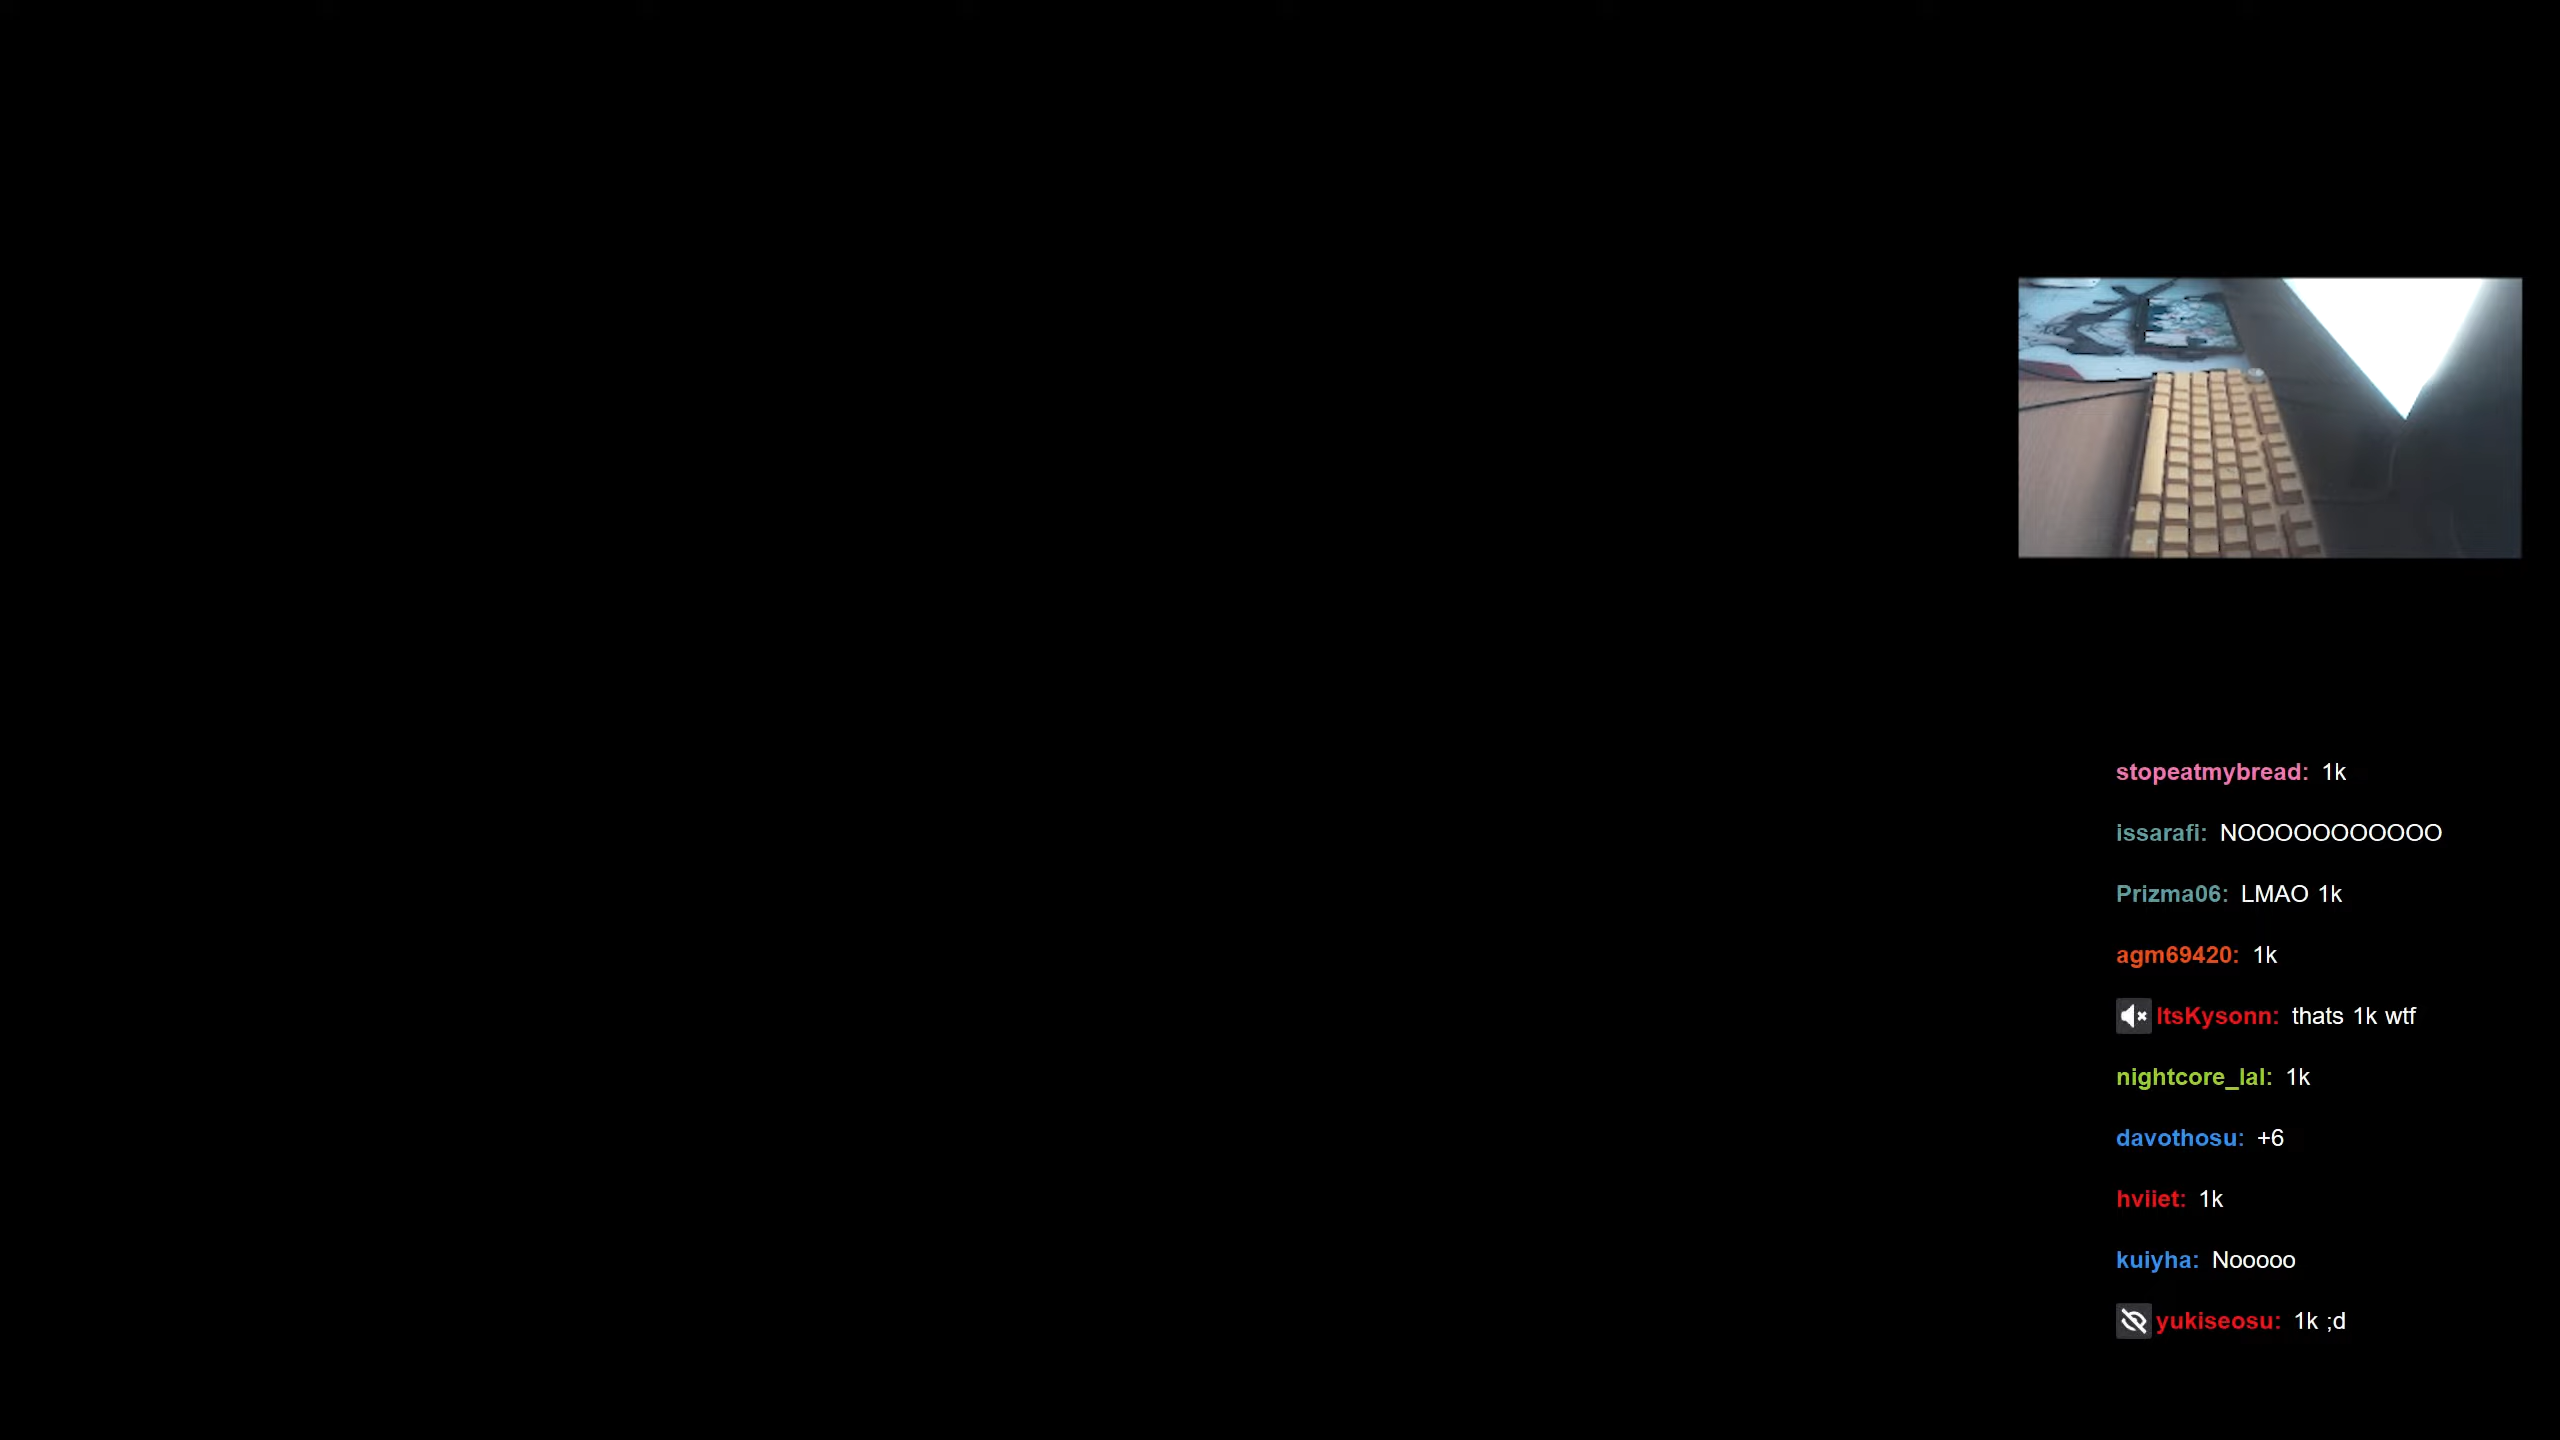 stopeatmybread: 1k
issarafi: NOOOOOOOOOOO
Prizma06: LMAO 1k
agm69420: 1k
ItsKysonn: thats 1k wtf
nightcore_lal: 1k
davothosu: +6
hviiet: 1k
kuiyha: Nooooo
yukiseosu: 1k ;d